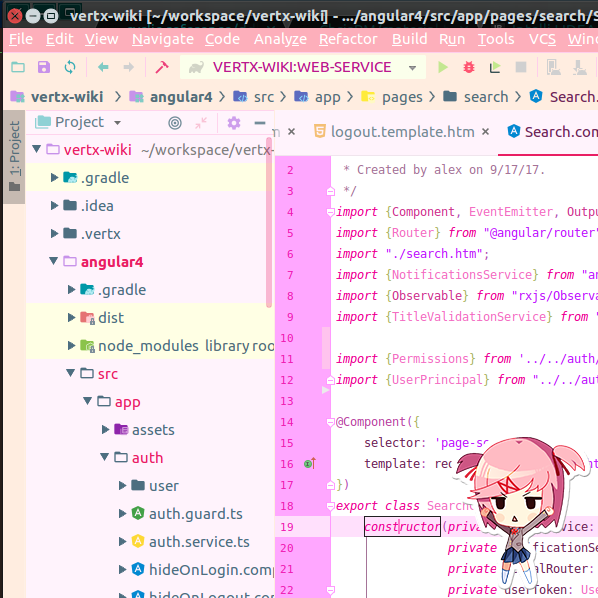 vertx-wiki [~/workspace/vertx-wiki] - .../angular4/src/app/pages/search/S
File Edit View Navigate Code Analyze Refactor Build Run Tools VCS Wind
VERTX-WIKI:WEB-SERVICE
vertx-wiki angular4 src app pages search Search.
1: Project
Project
m logout.template.htm Search.com
vertx-wiki ~/workspace/vertx-
.gradle
.idea
.vertx
angular4
.gradle
dist
node_modules library roo
src
app
assets
auth
user
auth.guard.ts
auth.service.ts
hideOnLogin.comp
hideOnLogout.com
2 * Created by alex on 9/17/17.
3 */
4 import {Component, EventEmitter, Outpu
5 import {Router} from "@angular/router"
6 import "./search.htm";
7 import {NotificationsService} from "an
8 import {Observable} from "rxjs/Observa
9 import {TitleValidationService} from "
10
11 import {Permissions} from '../../auth/
12 import {UserPrincipal} from "../../aut
13
14 @Component({
15 selector: 'page-se
16 template: req
17 })
18 export class Search
19 constructor(priva vice:
20 private ificationSe
21 private alRouter:
22 private userToken: Use